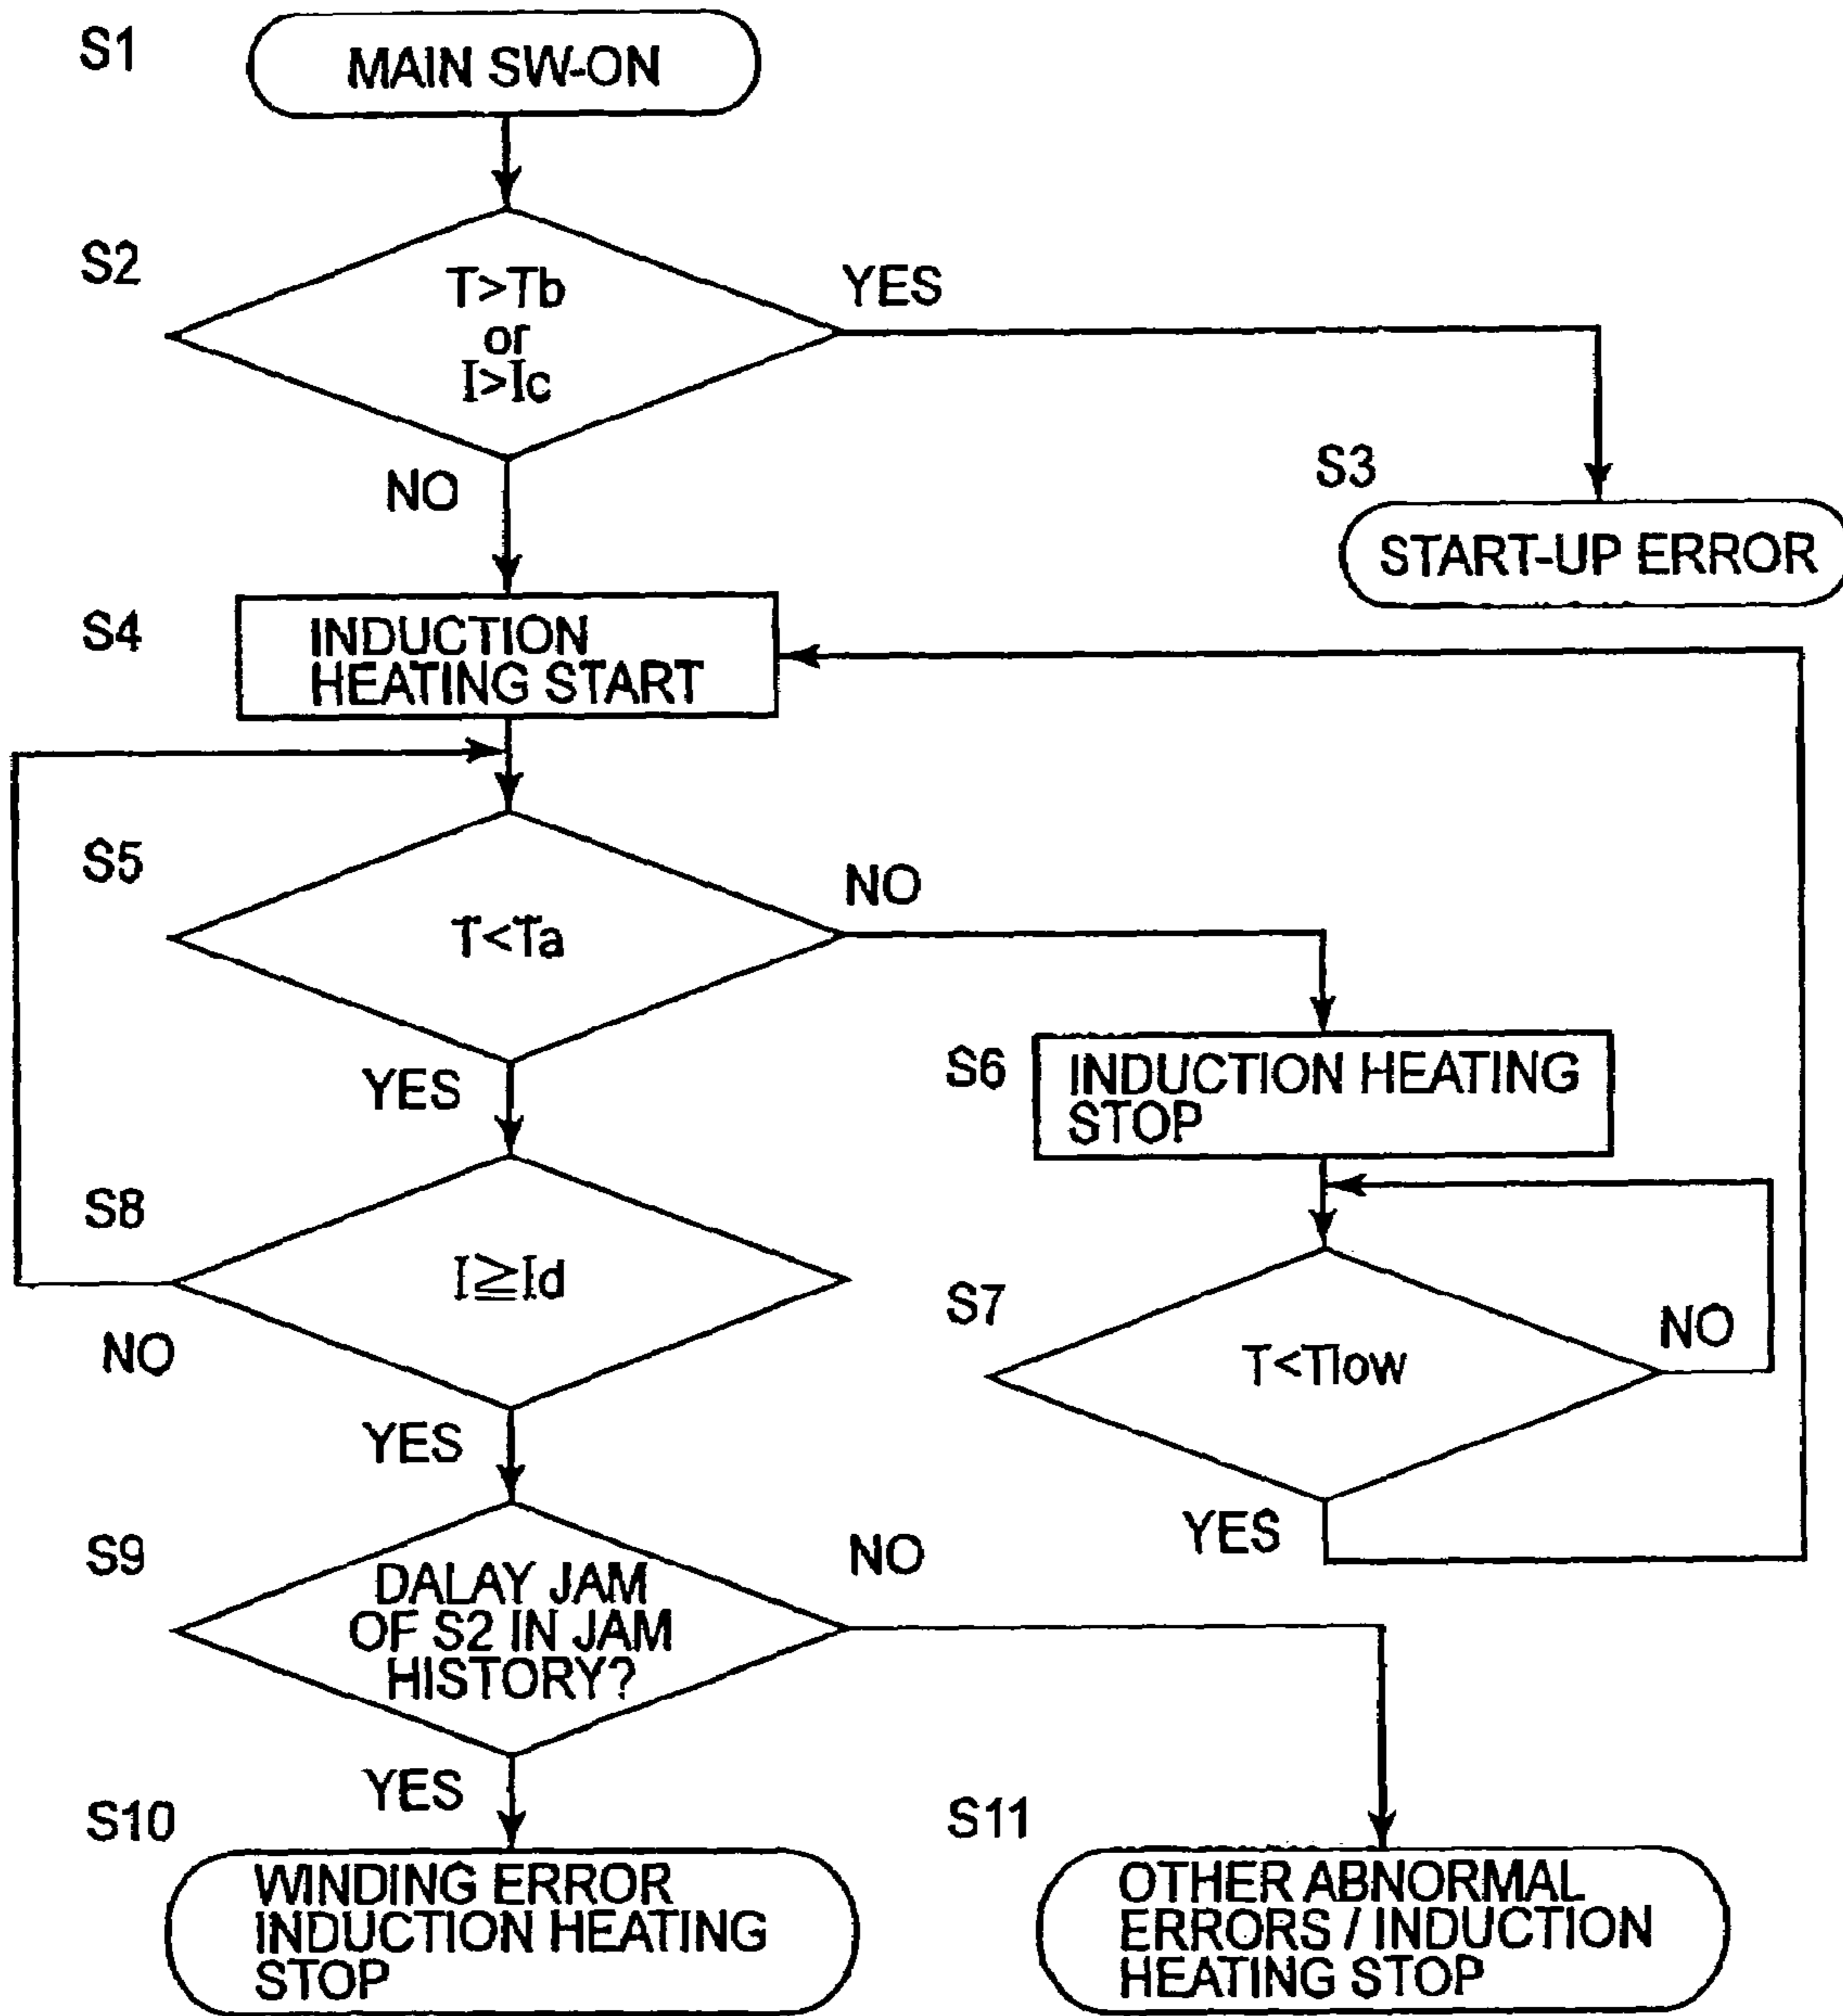 S1
MAIN SW-ON
S2
T>Tb
or
I>Ic
YES
NO
S3
START-UP ERROR
S4
INDUCTION
HEATING START
S5
T<Ta
NO
YES
S6
INDUCTION HEATING
STOP
S8
I≧Id
NO
YES
S7
T<Tlow
NO
YES
S9
DALAY JAM
OF S2 IN JAM
HISTORY?
NO
YES
S10
WINDING ERROR
INDUCTION HEATING
STOP
S11
OTHER ABNORMAL
ERRORS / INDUCTION
HEATING STOP